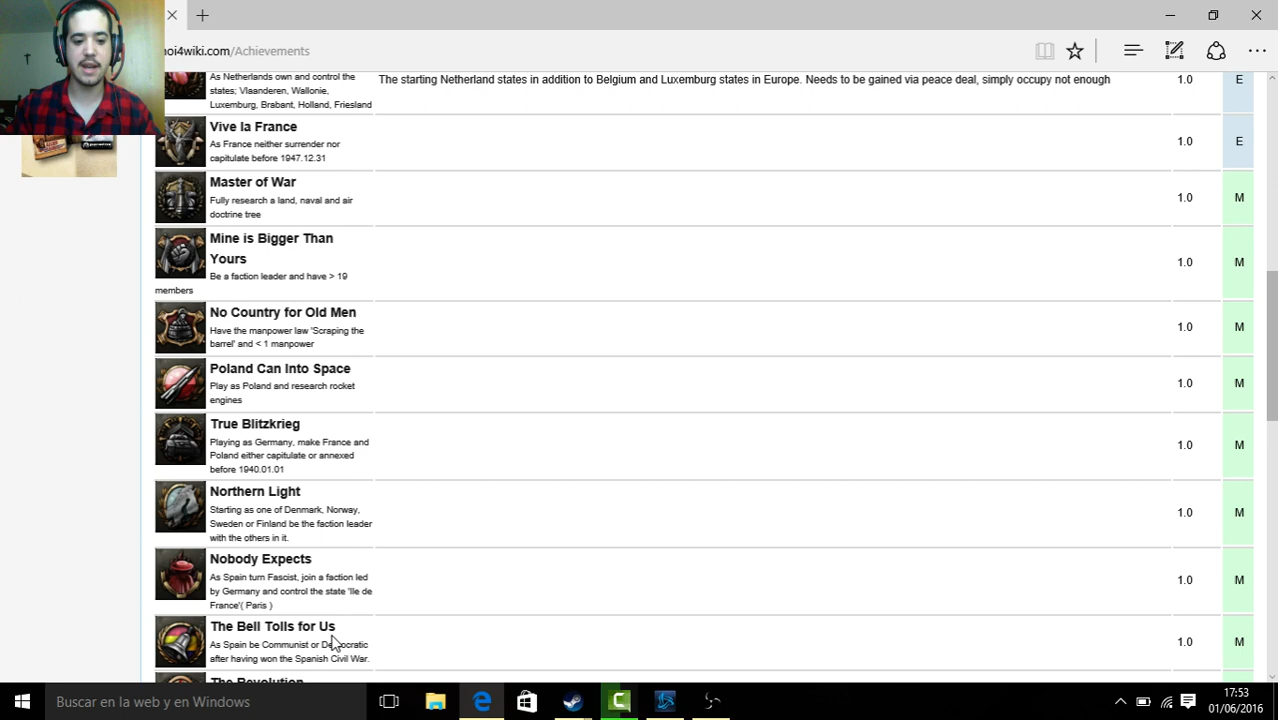 noi4wiki.com/Achievements
As Netherlands own and control the
states; Vlaanderen, Wallonie,
Luxemburg, Brabant, Holland, Friesland
The starting Netherland states in addition to Belgium and Luxemburg states in Europe. Needs to be gained via peace deal, simply occupy not enough
1.0
E
Vive la France
As France neither surrender nor
capitulate before 1947.12.31
1.0
E
Master of War
Fully research a land, naval and air
doctrine tree
1.0
M
Mine is Bigger Than
Yours
Be a faction leader and have > 19
members
1.0
M
No Country for Old Men
Have the manpower law 'Scraping the
barrel' and < 1 manpower
1.0
M
Poland Can Into Space
Play as Poland and research rocket
engines
1.0
M
True Blitzkrieg
Playing as Germany, make France and
Poland either capitulate or annexed
before 1940.01.01
1.0
M
Northern Light
Starting as one of Denmark, Norway,
Sweden or Finland be the faction leader
with the others in it.
1.0
M
Nobody Expects
As Spain turn Fascist, join a faction led
by Germany and control the state 'Ile de
France'( Paris )
1.0
M
The Bell Tolls for Us
As Spain be Communist or Democratic
after having won the Spanish Civil War.
1.0
M
The Revolution
Buscar en la web y en Windows
17:53
01/06/2016